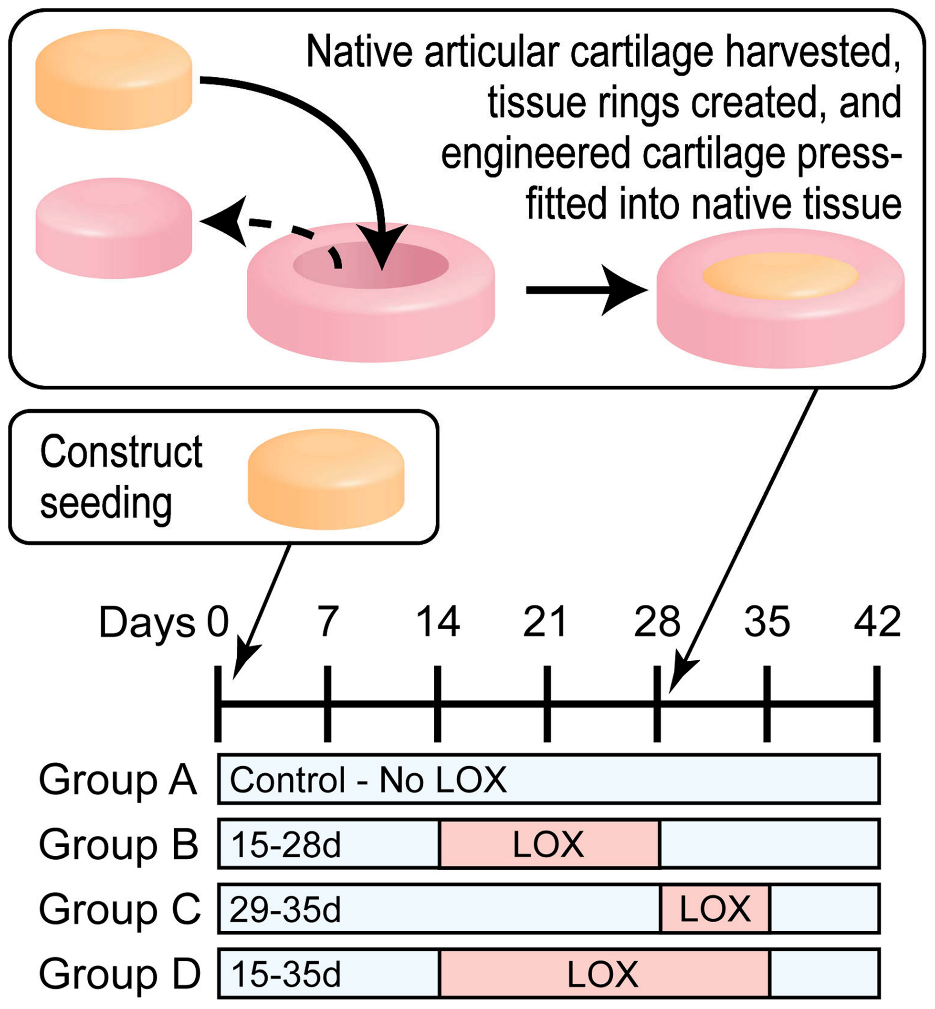 Native articular cartilage harvested,
tissue rings created, and
engineered cartilage press-
fitted into native tissue
Construct
seeding
Days 0 7 14 21 28 35 42
Group A Control - No LOX
Group B 15-28d LOX
Group C 29-35d LOX
Group D 15-35d LOX